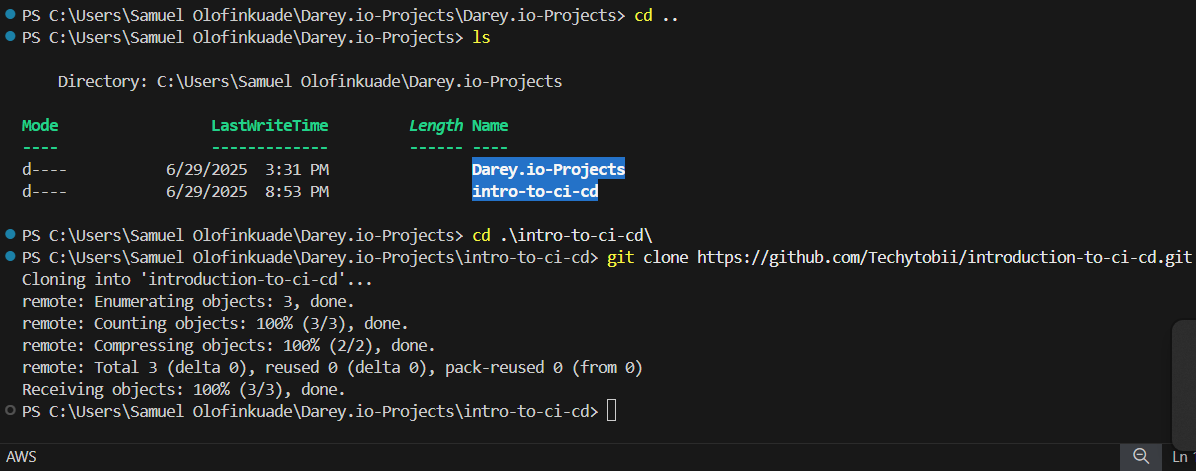 PS C:\Users\Samuel Olofinkuade\Darey.io-Projects\Darey.io-Projects> cd ..
PS C:\Users\Samuel Olofinkuade\Darey.io-Projects> ls
Directory: C:\Users\Samuel Olofinkuade\Darey.io-Projects
Mode LastWriteTime Length Name
---- ------------- ------ ----
d---- 6/29/2025 3:31 PM Darey.io-Projects
d---- 6/29/2025 8:53 PM intro-to-ci-cd
PS C:\Users\Samuel Olofinkuade\Darey.io-Projects> cd .\intro-to-ci-cd\
PS C:\Users\Samuel Olofinkuade\Darey.io-Projects\intro-to-ci-cd> git clone https://github.com/Techytobii/introduction-to-ci-cd.git
Cloning into 'introduction-to-ci-cd'...
remote: Enumerating objects: 3, done.
remote: Counting objects: 100% (3/3), done.
remote: Compressing objects: 100% (2/2), done.
remote: Total 3 (delta 0), reused 0 (delta 0), pack-reused 0 (from 0)
Receiving objects: 100% (3/3), done.
PS C:\Users\Samuel Olofinkuade\Darey.io-Projects\intro-to-ci-cd>
AWS Ln